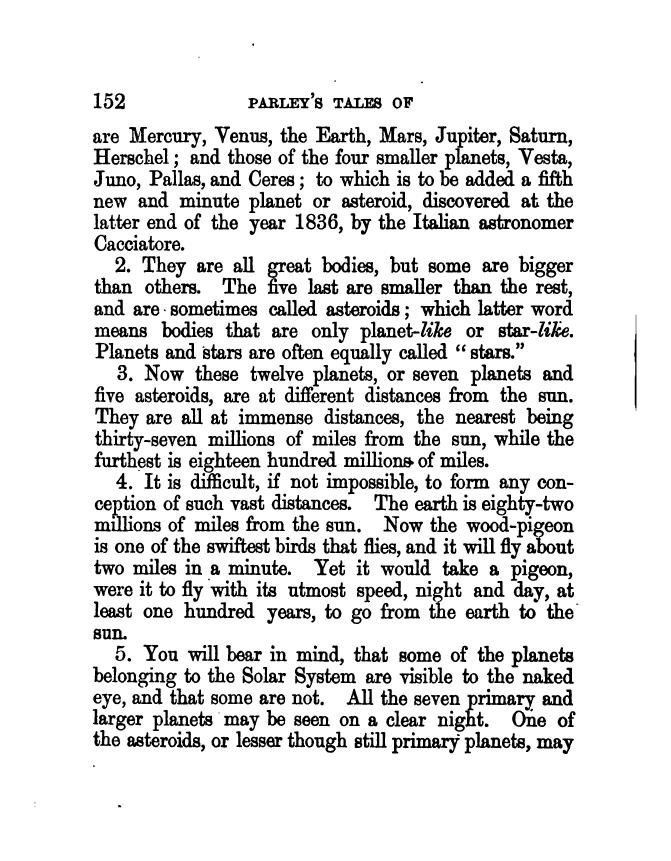 152 PARLEY'S TALES OF
are Mercury, Venus, the Earth, Mars, Jupiter, Saturn,
Herschel; and those of the four smaller planets, Vesta,
Juno, Pallas, and Ceres; to which is to be added a fifth
new and minute planet or asteroid, discovered at the
latter end of the year 1836, by the Italian astronomer
Cacciatore.
2. They are all great bodies, but some are bigger
than others. The five last are smaller than the rest,
and are sometimes called asteroids; which latter word
means bodies that are only planet-like or star-like.
Planets and stars are often equally called "stars."
3. Now these twelve planets, or seven planets and
five asteroids, are at different distances from the sun.
They are all at immense distances, the nearest being
thirty-seven millions of miles from the sun, while the
furthest is eighteen hundred millions of miles.
4. It is difficult, if not impossible, to form any con-
ception of such vast distances. The earth is eighty-two
millions of miles from the sun. Now the wood-pigeon
is one of the swiftest birds that flies, and it will fly about
two miles in a minute. Yet it would take a pigeon,
were it to fly with its utmost speed, night and day, at
least one hundred years, to go from the earth to the
sun.
5. You will bear in mind, that some of the planets
belonging to the Solar System are visible to the naked
eye, and that some are not. All the seven primary and
larger planets may be seen on a clear night. One of
the asteroids, or lesser though still primary planets, may